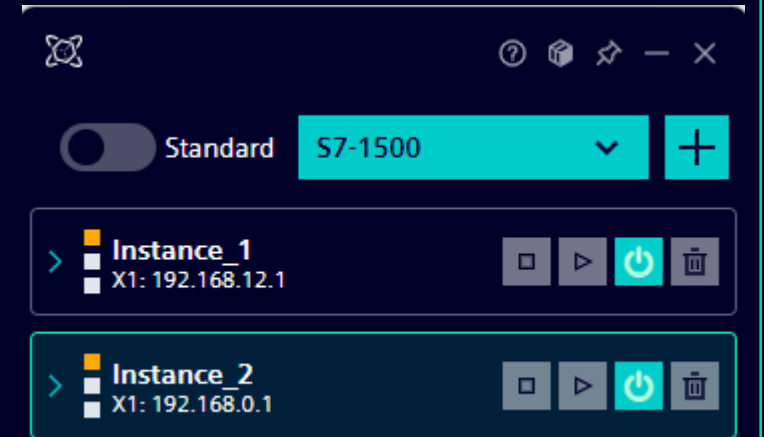 Standard
S7-1500
Instance_1
X1: 192.168.12.1
Instance_2
X1: 192.168.0.1